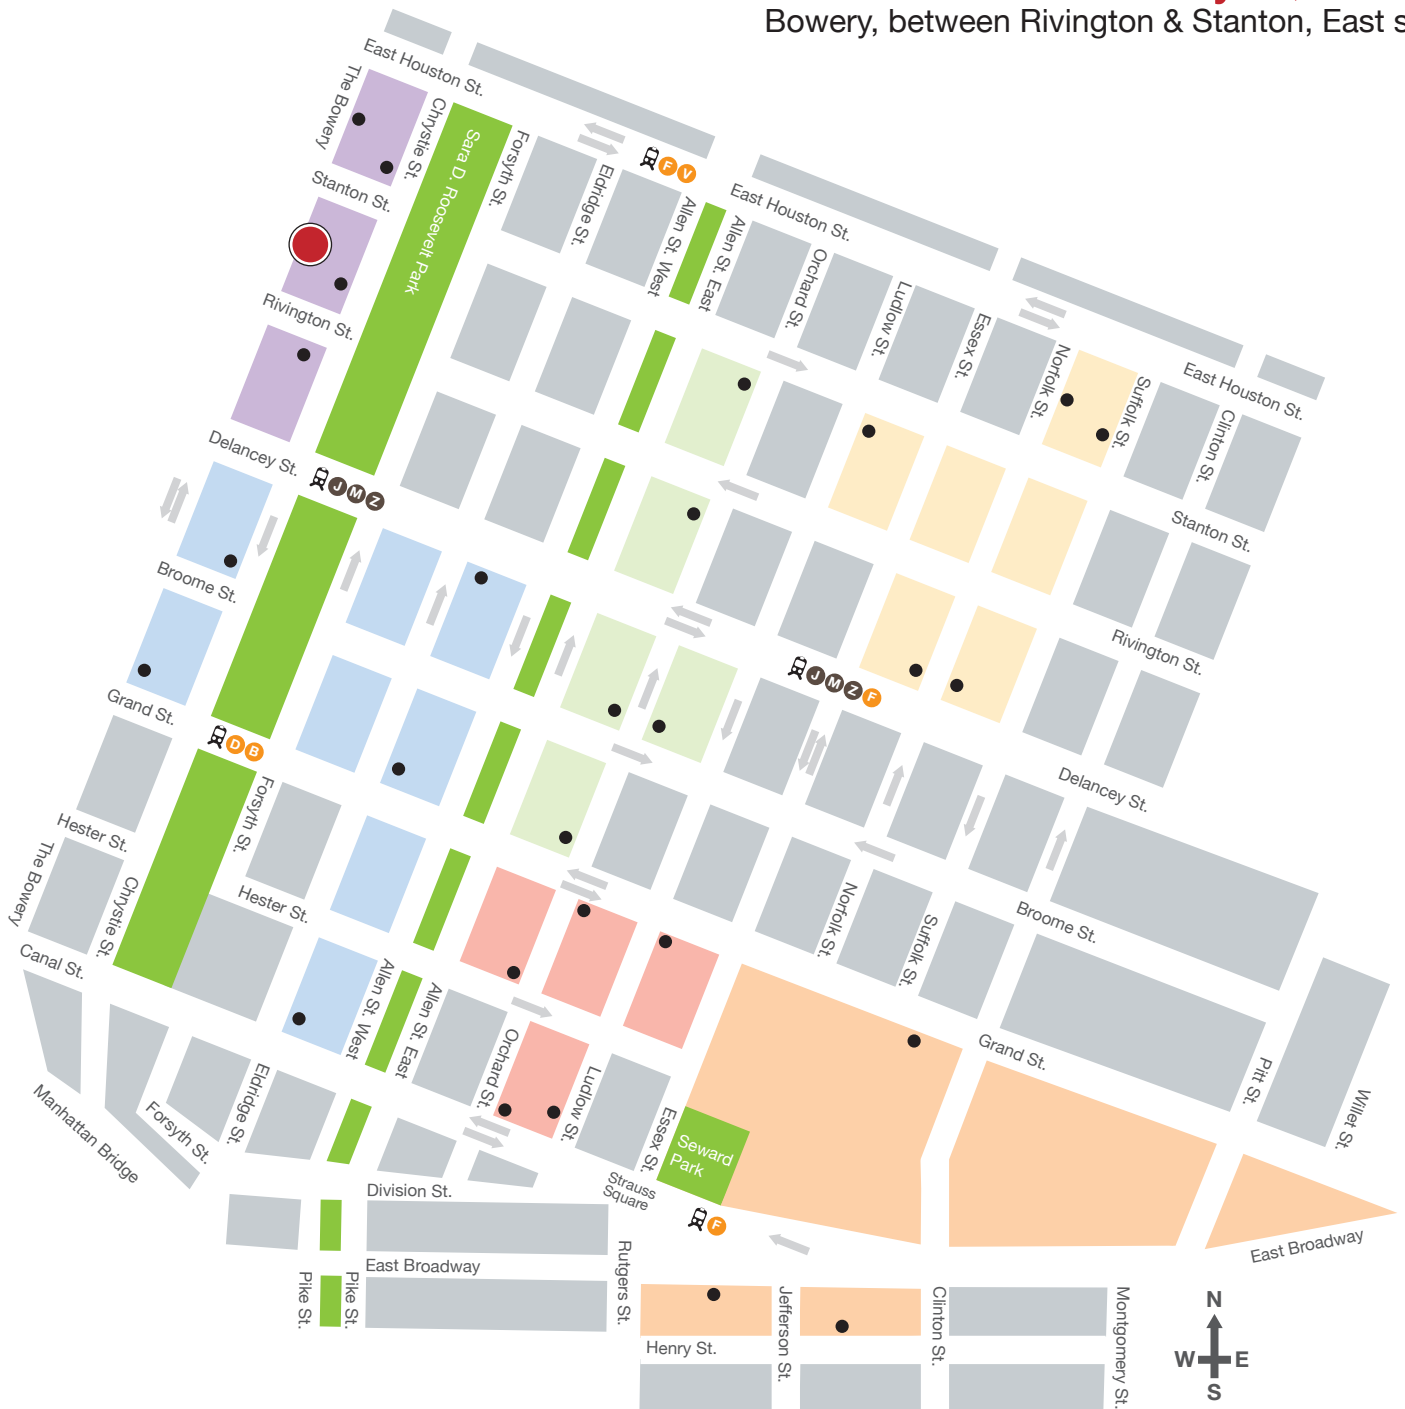 Bowery, between Rivington & Stanton, East s
East Houston St.
The Bowery
Chrystie St.
Sara D. Roosevelt Park
Forsyth St.
Eldridge St.
F V
Allen St. West
Allen St. East
East Houston St.
Orchard St.
Ludlow St.
Essex St.
Norfolk St.
Suffolk St.
East Houston St.
Clinton St.
Stanton St.
Rivington St.
Delancey St.
J M Z
Stanton St.
Broome St.
Rivington St.
J M Z F
Grand St.
D B
Delancey St.
Forsyth St.
Hester St.
The Bowery
Chrystie St.
Hester St.
Norfolk St.
Suffolk St.
Broome St.
Canal St.
Allen St. West
Allen St. East
Orchard St.
Ludlow St.
Essex St.
Grand St.
Pitt St.
Willet St.
Manhattan Bridge
Forsyth St.
Eldridge St.
Seward
Park
Strauss
Square
Division St.
F
East Broadway
East Broadway
Pike St.
Pike St.
Rutgers St.
Jefferson St.
Clinton St.
Montgomery St.
Henry St.
N
W E
S